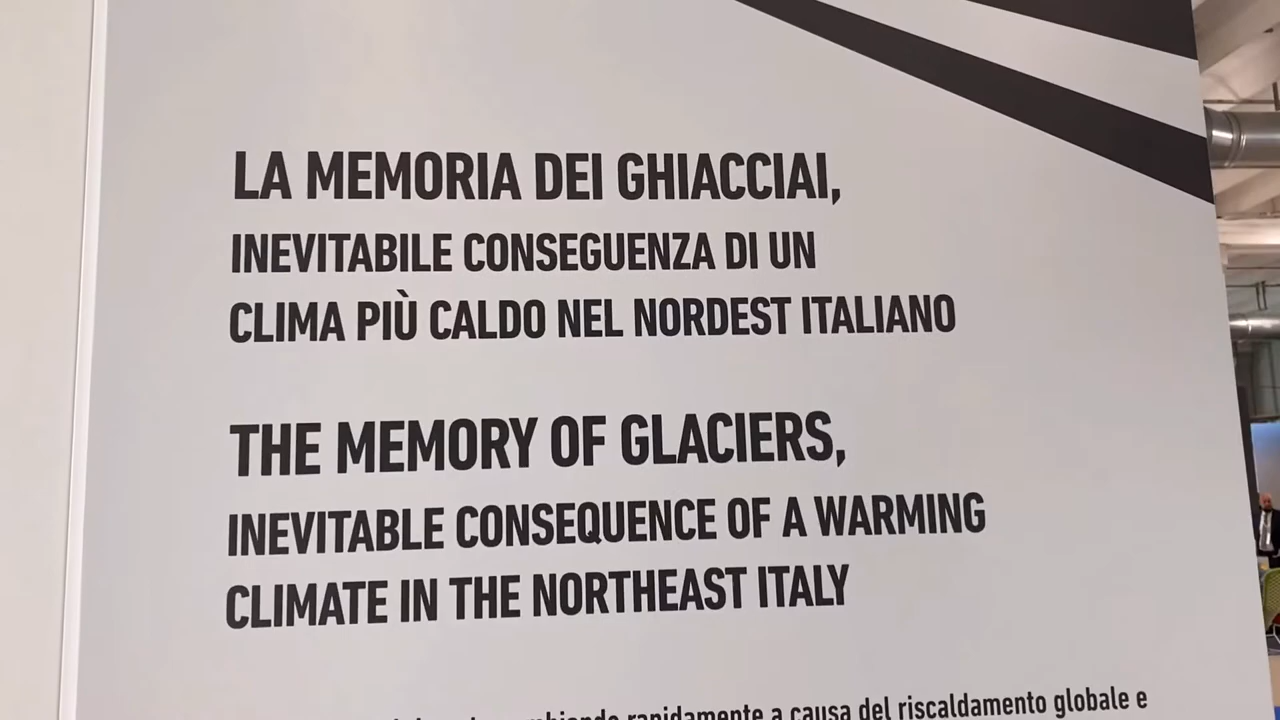 LA MEMORIA DEI GHIACCIAI,
INEVITABILE CONSEGUENZA DI UN
CLIMA PIÙ CALDO NEL NORDEST ITALIANO
THE MEMORY OF GLACIERS,
INEVITABLE CONSEQUENCE OF A WARMING
CLIMATE IN THE NORTHEAST ITALY
rapidamente a causa del riscaldamento globale e